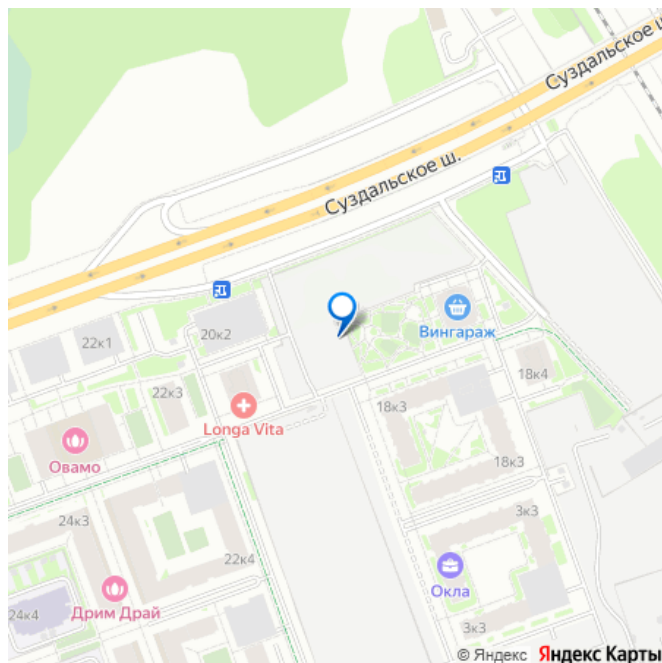 Суздальское ш
Суздальское ш.
Вингараж
20к2
22к1
18к4
22к3
18к3
Longa Vita
Овамо
18к3
24к3
3к3
22к4
Окла
Дрим Драй
24к4
3к3
© Яндекс Яндекс Карты